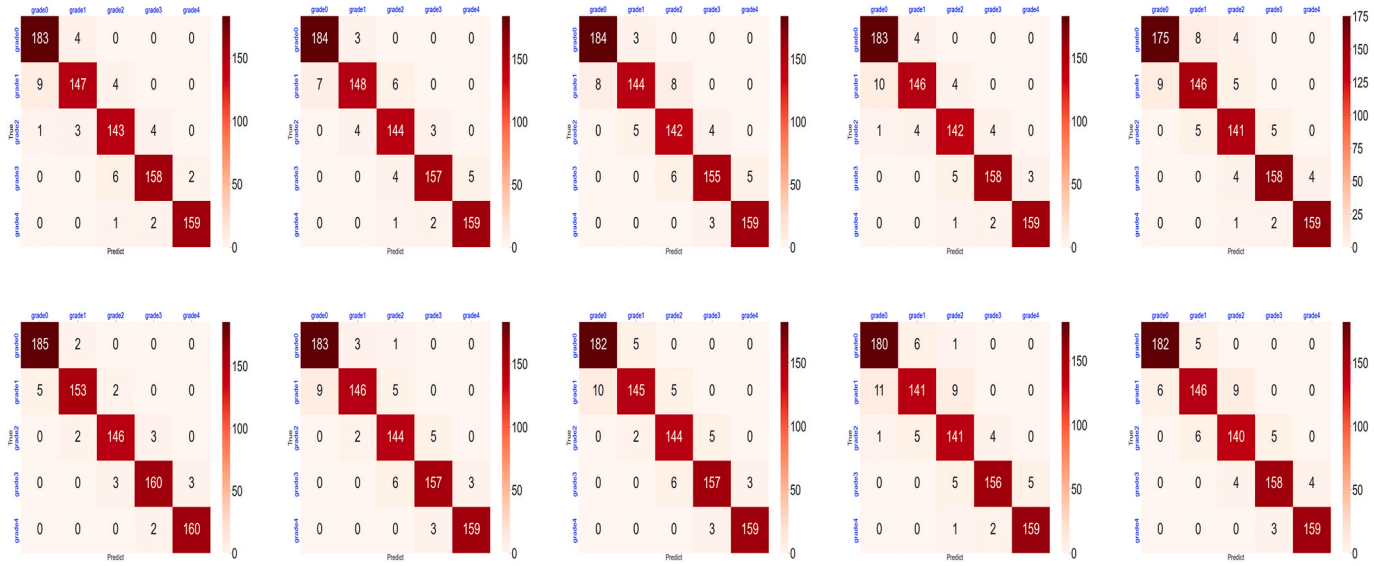 grade0 grade1 grade2 grade3 grade4
grade0 183 4 0 0 0
grade1 9 147 4 0 0
grade2 1 3 143 4 0
grade3 0 0 6 158 2
grade4 0 0 1 2 159
True
Predict
150
100
50
0
grade0 grade1 grade2 grade3 grade4
grade0 184 3 0 0 0
grade1 7 148 6 0 0
grade2 0 4 144 3 0
grade3 0 0 4 157 5
grade4 0 0 1 2 159
True
Predict
150
100
50
0
grade0 grade1 grade2 grade3 grade4
grade0 184 3 0 0 0
grade1 8 144 8 0 0
grade2 0 5 142 4 0
grade3 0 0 6 155 5
grade4 0 0 0 3 159
True
Predict
150
100
50
0
grade0 grade1 grade2 grade3 grade4
grade0 183 4 0 0 0
grade1 10 146 4 0 0
grade2 1 4 142 4 0
grade3 0 0 5 158 3
grade4 0 0 1 2 159
True
Predict
150
100
50
0
grade0 grade1 grade2 grade3 grade4
grade0 175 8 4 0 0
grade1 9 146 5 0 0
grade2 0 5 141 5 0
grade3 0 0 4 158 4
grade4 0 0 1 2 159
True
Predict
175
150
125
100
75
50
25
0
grade0 grade1 grade2 grade3 grade4
grade0 185 2 0 0 0
grade1 5 153 2 0 0
grade2 0 2 146 3 0
grade3 0 0 3 160 3
grade4 0 0 0 2 160
True
Predict
150
100
50
0
grade0 grade1 grade2 grade3 grade4
grade0 183 3 1 0 0
grade1 9 146 5 0 0
grade2 0 2 144 5 0
grade3 0 0 6 157 3
grade4 0 0 0 3 159
True
Predict
150
100
50
0
grade0 grade1 grade2 grade3 grade4
grade0 182 5 0 0 0
grade1 10 145 5 0 0
grade2 0 2 144 5 0
grade3 0 0 6 157 3
grade4 0 0 0 3 159
True
Predict
150
100
50
0
grade0 grade1 grade2 grade3 grade4
grade0 180 6 1 0 0
grade1 11 141 9 0 0
grade2 1 5 141 4 0
grade3 0 0 5 156 5
grade4 0 0 1 2 159
True
Predict
150
100
50
0
grade0 grade1 grade2 grade3 grade4
grade0 182 5 0 0 0
grade1 6 146 9 0 0
grade2 0 6 140 5 0
grade3 0 0 4 158 4
grade4 0 0 0 3 159
True
Predict
150
100
50
0